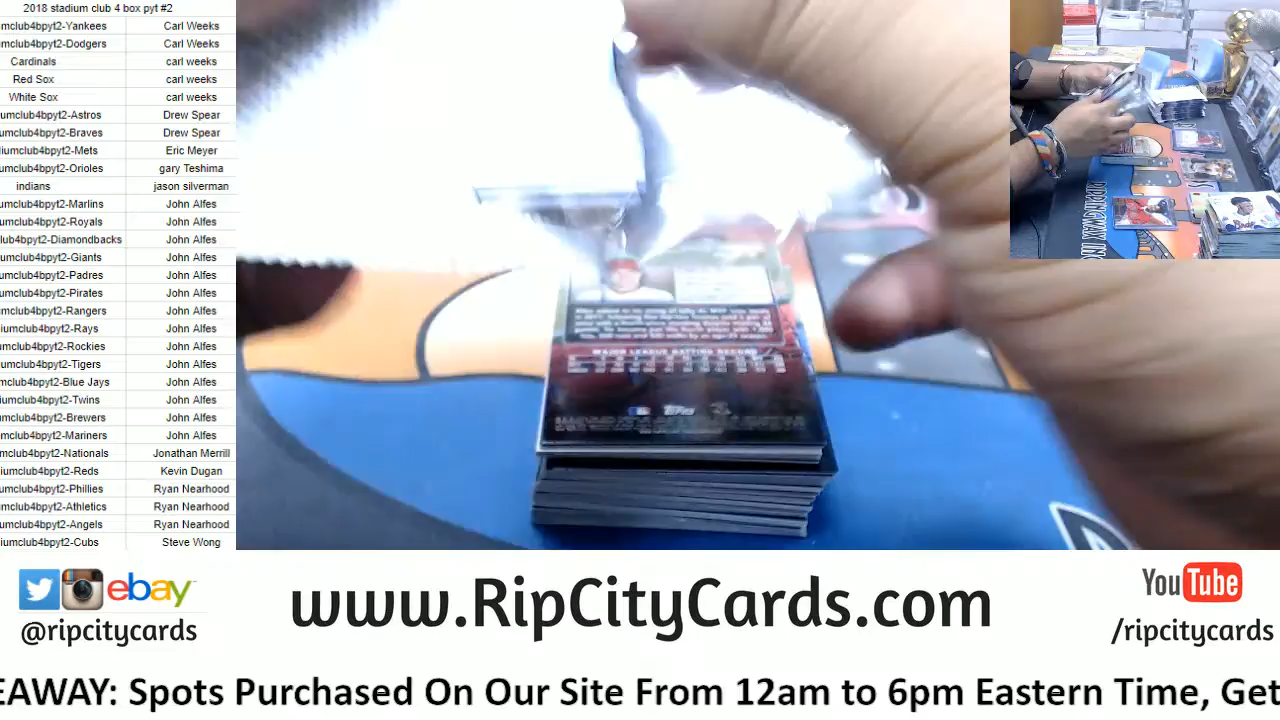 2018 stadium club 4 box pyt #2
mclub4bpyt2-Yankees Carl Weeks
umclub4bpyt2-Dodgers Carl Weeks
Cardinals carl weeks
Red Sox carl weeks
White Sox carl weeks
umclub4bpyt2-Astros Drew Spear
umclub4bpyt2-Braves Drew Spear
iumclub4bpyt2-Mets Eric Meyer
umclub4bpyt2-Orioles gary Teshima
indians jason silverman
umclub4bpyt2-Marlins John Alfes
umclub4bpyt2-Royals John Alfes
lub4bpyt2-Diamondbacks John Alfes
umclub4bpyt2-Giants John Alfes
umclub4bpyt2-Padres John Alfes
umclub4bpyt2-Pirates John Alfes
umclub4bpyt2-Rangers John Alfes
iumclub4bpyt2-Rays John Alfes
umclub4bpyt2-Rockies John Alfes
umclub4bpyt2-Tigers John Alfes
mclub4bpyt2-Blue Jays John Alfes
iumclub4bpyt2-Twins John Alfes
umclub4bpyt2-Brewers John Alfes
mclub4bpyt2-Mariners John Alfes
mclub4bpyt2-Nationals Jonathan Merrill
iumclub4bpyt2-Reds Kevin Dugan
umclub4bpyt2-Phillies Ryan Nearhood
umclub4bpyt2-Athletics Ryan Nearhood
umclub4bpyt2-Angels Ryan Nearhood
iumclub4bpyt2-Cubs Steve Wong
MAJOR LEAGUE BATTING RECORD
Topps
RIPPINGWAX INC
ebay
@ripcitycards
www.RipCityCards.com
YouTube
/ripcitycards
EAWAY: Spots Purchased On Our Site From 12am to 6pm Eastern Time, Get